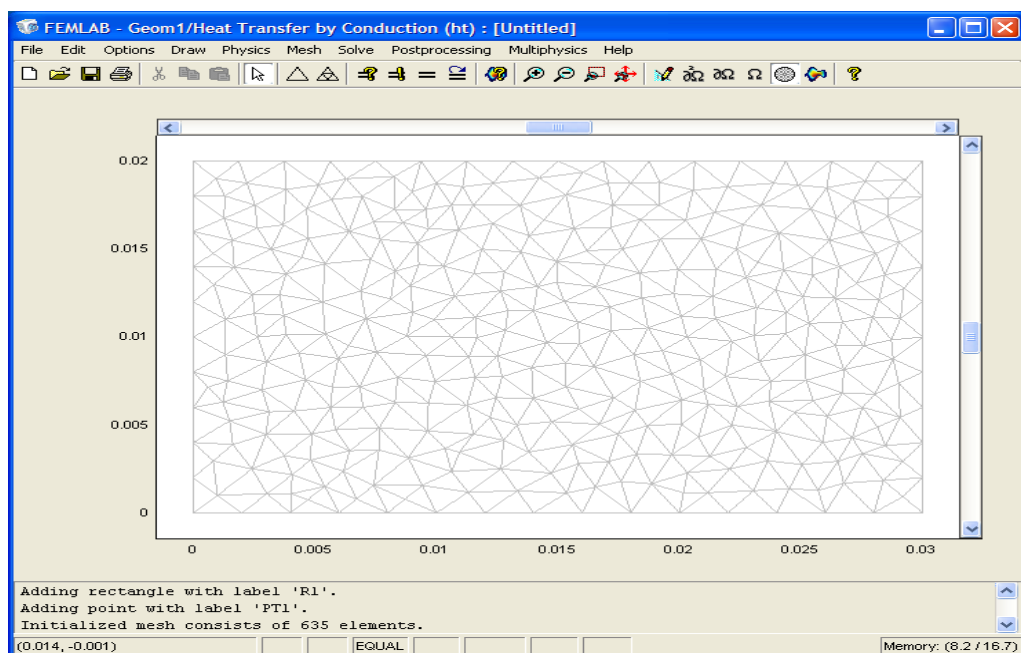 FEMLAB - Geom1/Heat Transfer by Conduction (ht) : [Untitled]
File Edit Options Draw Physics Mesh Solve Postprocessing Multiphysics Help
∂Ω ∂Ω Ω ?
0.02
0.015
0.01
0.005
0
0 0.005 0.01 0.015 0.02 0.025 0.03
Adding rectangle with label 'R1'.
Adding point with label 'PT1'.
Initialized mesh consists of 635 elements.
(0.014, -0.001) EQUAL Memory: (8.2 / 16.7)